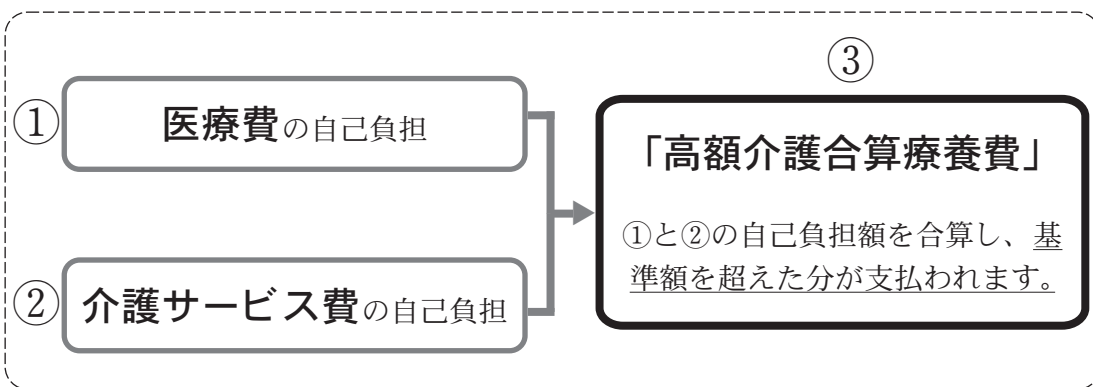 ①
医療費の自己負担
②
介護サービス費の自己負担
③
「高額介護合算療養費」
①と②の自己負担額を合算し、基
準額を超えた分が支払われます。